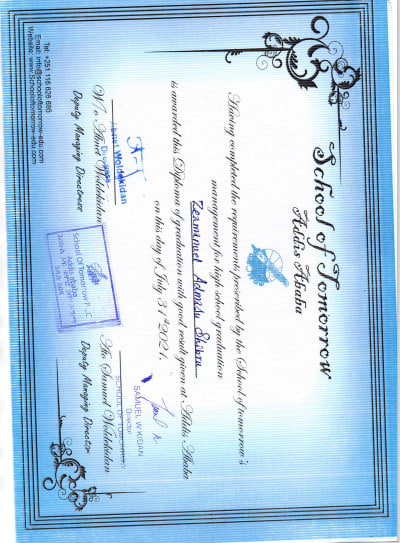 School of Tomorrow
Addis Ababa
Having completed the requirements prescribed by the School of tomorrow's
management for high school graduation
Zeamanuel Admasu Shibru
is awarded this Diploma of graduation with good result given at Addis Ababa
on this day of July 31st 2021.
Abnet Woldekidan
Directress
W/o Abnet Woldekidan
Deputy Managing Directress
School Of Tomorrow P.L.C
Addis ababa
አዲስ አበባ
SAMUEL W KIDAN
Director
SCHOOL OF TOMORROW
Ato Samuel Woldekidan
Deputy Managing Director
Tel: +251 116 626 695
Email: info@schooloftomorrow-edu.com
Website: www.Schooloftomorrow-edu.com